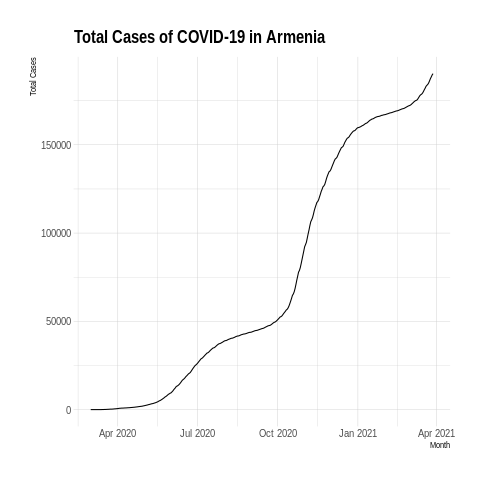 Total Cases of COVID-19 in Armenia
Total Cases
150000
100000
50000
0
Apr 2020 Jul 2020 Oct 2020 Jan 2021 Apr 2021
Month